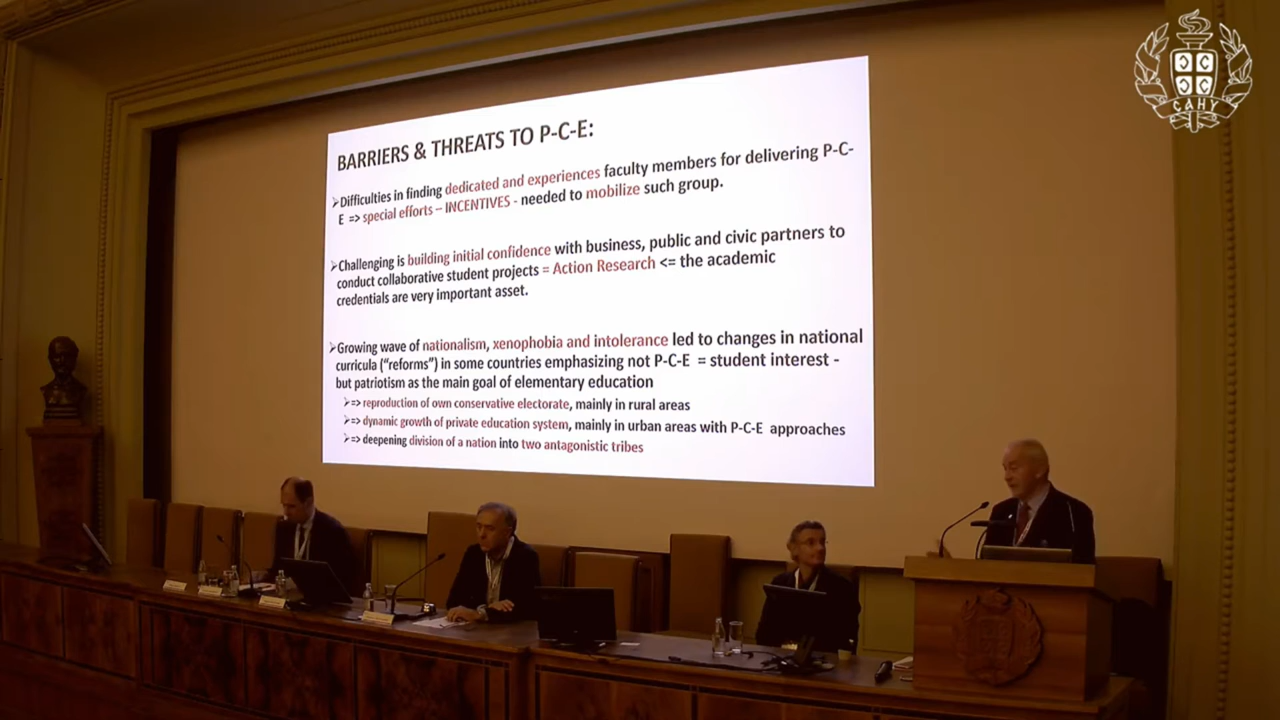 BARRIERS & THREATS TO P-C-E:
➢Difficulties in finding dedicated and experiences faculty members for delivering P-C-
E => special efforts – INCENTIVES - needed to mobilize such group.
➢Challenging is building initial confidence with business, public and civic partners to
conduct collaborative student projects = Action Research <= the academic
credentials are very important asset.
➢Growing wave of nationalism, xenophobia and intolerance led to changes in national
curricula (“reforms”) in some countries emphasizing not P-C-E = student interest -
but patriotism as the main goal of elementary education
➢=> reproduction of own conservative electorate, mainly in rural areas
➢=> dynamic growth of private education system, mainly in urban areas with P-C-E approaches
➢=> deepening division of a nation into two antagonistic tribes
САНУ